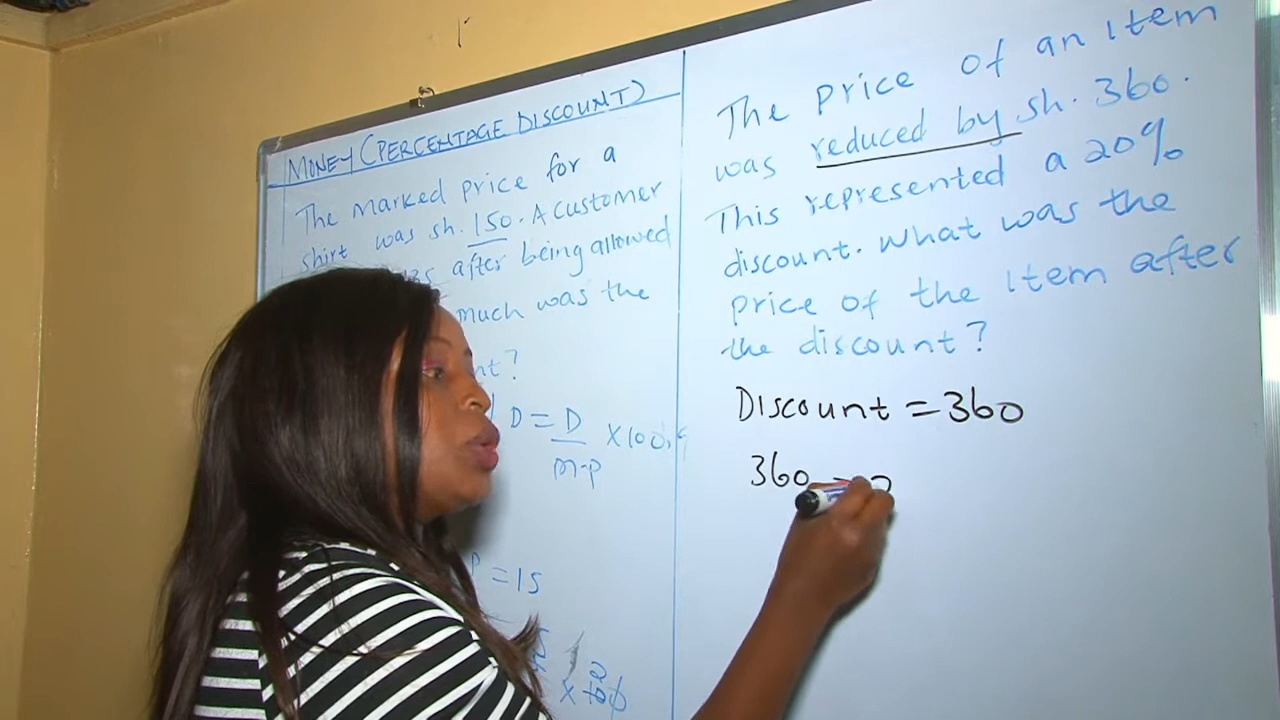 MONEY (PERCENTAGE DISCOUNT)
The marked price for a
shirt was sh. 150. A customer
after being allowed
much was the
D = D/m.p × 100
= 15
×
The price of an item
was reduced by sh. 360.
This represented a 20%
discount. What was the
price of the item after
the discount?
Discount = 360
360